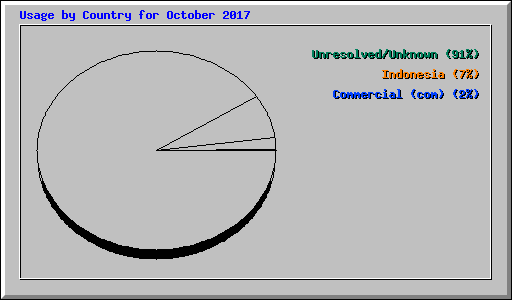 Usage by Country for October 2017
Unresolved/Unknown (91%)
Indonesia (7%)
Commercial (com) (2%)